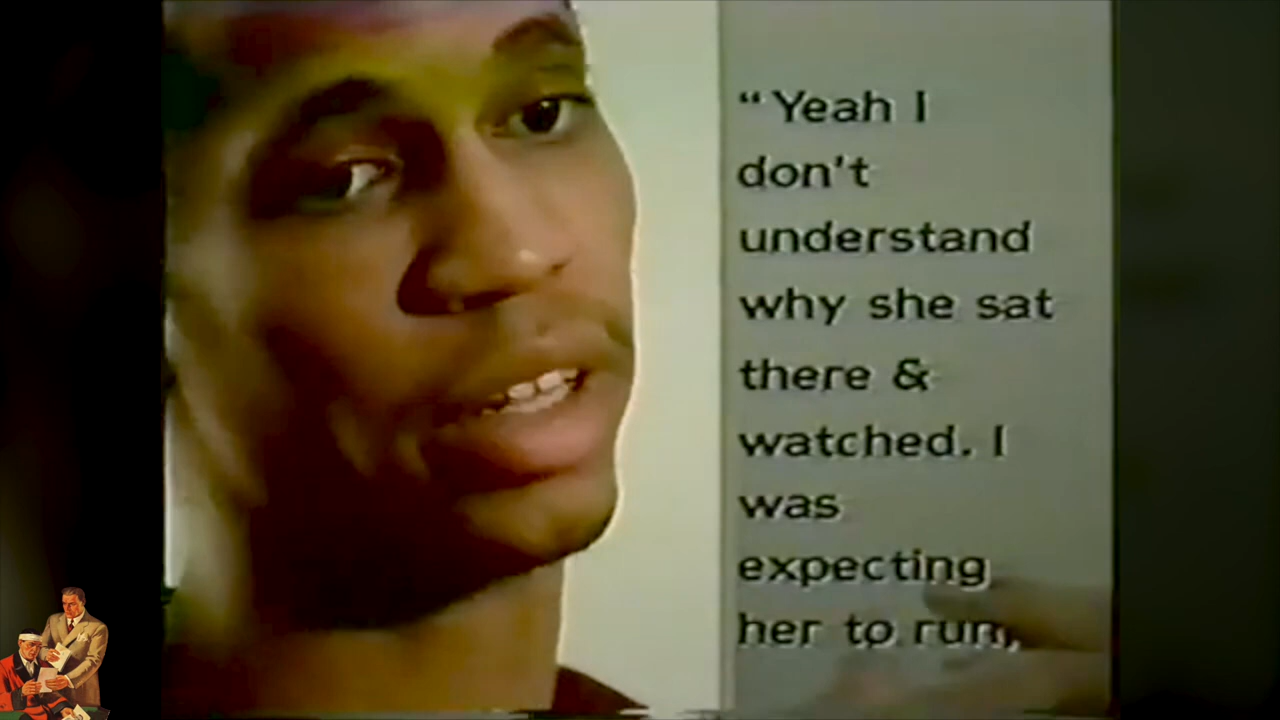 “Yeah I
don't
understand
why she sat
there &
watched. I
was
expecting
her to run,